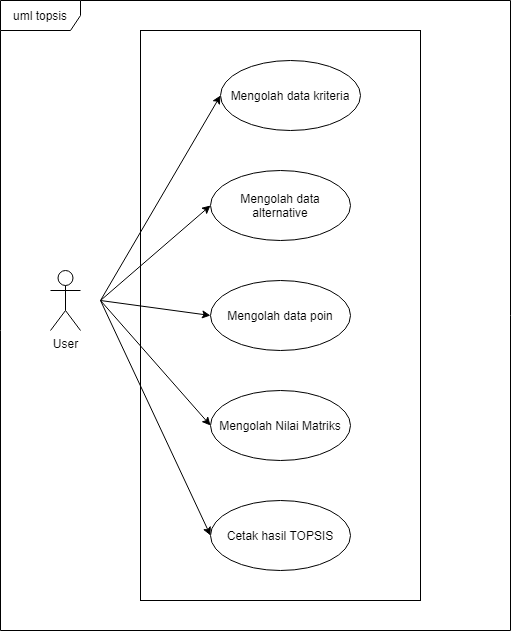 uml topsis
Mengolah data kriteria
Mengolah data
alternative
Mengolah data poin
User
Mengolah Nilai Matriks
Cetak hasil TOPSIS